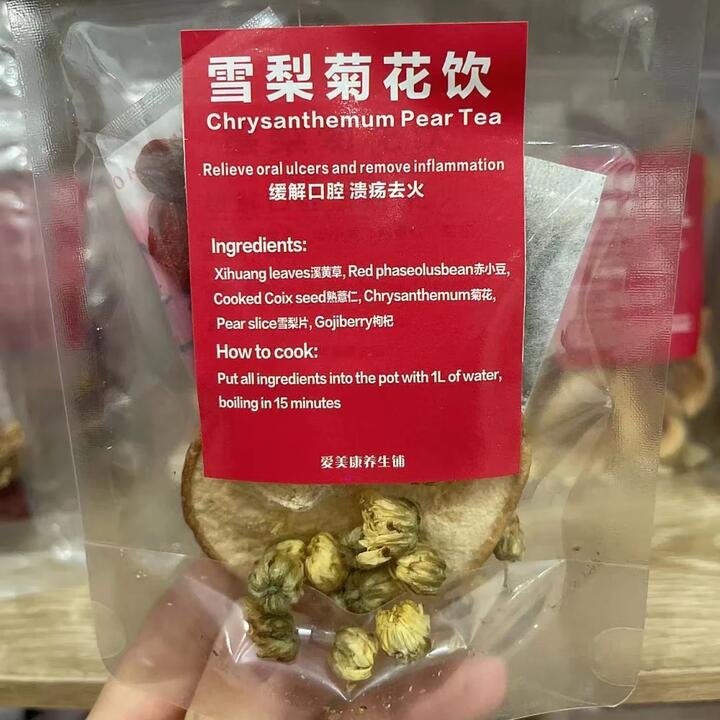 雪梨菊花饮
Chrysanthemum Pear Tea
Relieve oral ulcers and remove inflammation
缓解口腔 溃疡去火
Ingredients:
Xihuang leaves溪黄草, Red phaseolusbean赤小豆,
Cooked Coix seed熟薏仁, Chrysanthemum菊花,
Pear slice雪梨片, Gojiberry枸杞
How to cook:
Put all ingredients into the pot with 1L of water,
boiling in 15 minutes
爱美康养生铺